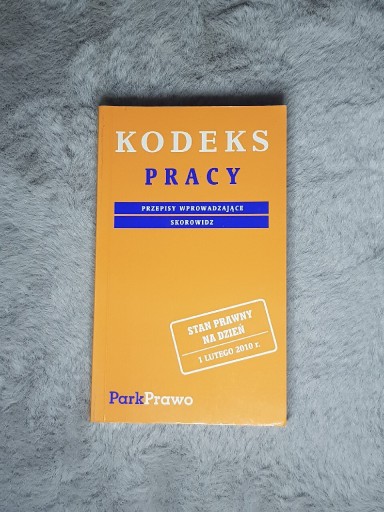 KODEKS
PRACY
PRZEPISY WPROWADZAJĄCE
SKOROWIDZ
STAN PRAWNY
NA DZIEŃ
1 LUTEGO 2010 r.
ParkPrawo